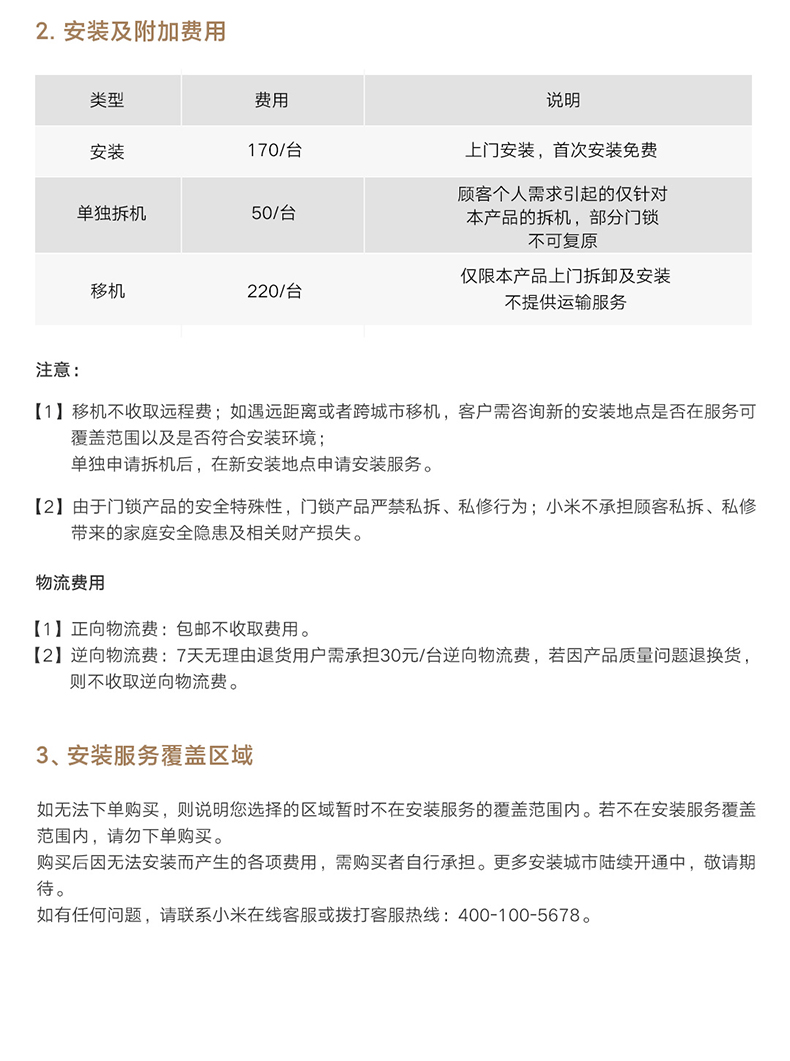 2. 安装及附加费用
类型 费用 说明
安装 170/台 上门安装，首次安装免费
单独拆机 50/台 顾客个人需求引起的仅针对
本产品的拆机，部分门锁
不可复原
移机 220/台 仅限本产品上门拆卸及安装
不提供运输服务
注意：
【1】移机不收取远程费；如遇远距离或者跨城市移机，客户需咨询新的安装地点是否在服务可
覆盖范围以及是否符合安装环境；
单独申请拆机后，在新安装地点申请安装服务。
【2】由于门锁产品的安全特殊性，门锁产品严禁私拆、私修行为；小米不承担顾客私拆、私修
带来的家庭安全隐患及相关财产损失。
物流费用
【1】正向物流费：包邮不收取费用。
【2】逆向物流费：7天无理由退货用户需承担30元/台逆向物流费，若因产品质量问题退换货，
则不收取逆向物流费。
3、安装服务覆盖区域
如无法下单购买，则说明您选择的区域暂时不在安装服务的覆盖范围内。若不在安装服务覆盖
范围内，请勿下单购买。
购买后因无法安装而产生的各项费用，需购买者自行承担。更多安装城市陆续开通中，敬请期
待。
如有任何问题，请联系小米在线客服或拨打客服热线：400-100-5678。